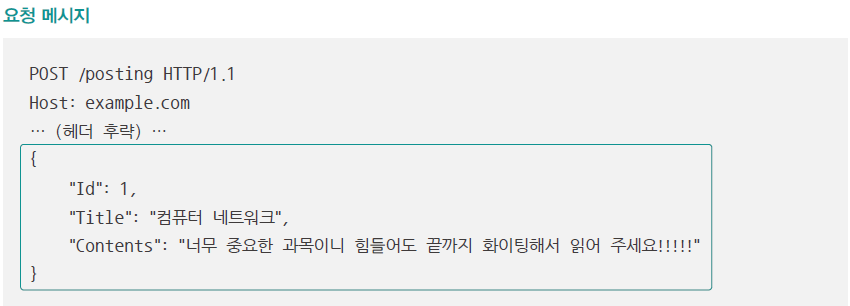 요청 메시지
POST /posting HTTP/1.1
Host: example.com
… (헤더 후략) …
{
"Id": 1,
"Title": "컴퓨터 네트워크",
"Contents": "너무 중요한 과목이니 힘들어도 끝까지 화이팅해서 읽어 주세요!!!!!"
}